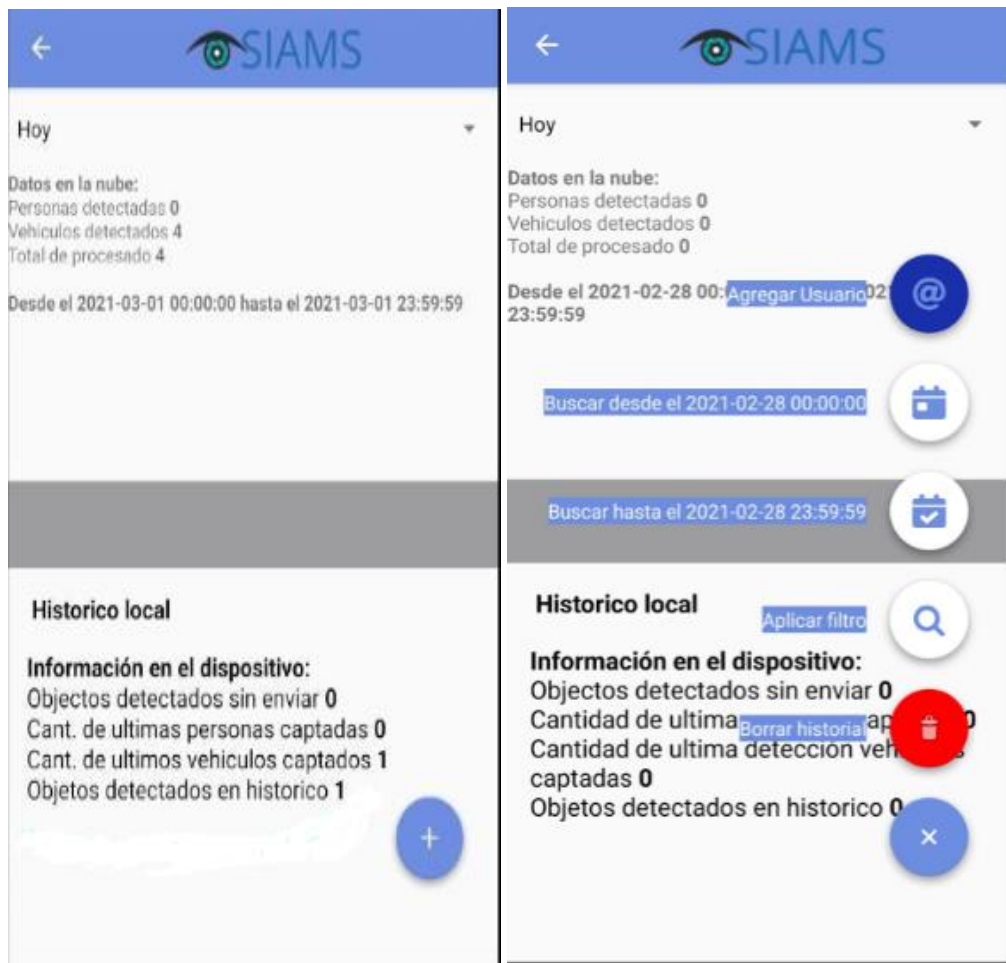 SIAMS
Hoy
Datos en la nube:
Personas detectadas 0
Vehiculos detectados 4
Total de procesado 4
Desde el 2021-03-01 00:00:00 hasta el 2021-03-01 23:59:59
Historico local
Información en el dispositivo:
Objectos detectados sin enviar 0
Cant. de ultimas personas captadas 0
Cant. de ultimos vehiculos captados 1
Objetos detectados en historico 1
SIAMS
Hoy
Datos en la nube:
Personas detectadas 0
Vehiculos detectados 0
Total de procesado 0
Desde el 2021-02-28 00:
Agregar Usuario
23:59:59
Buscar desde el 2021-02-28 00:00:00
Buscar hasta el 2021-02-28 23:59:59
Historico local
Aplicar filtro
Información en el dispositivo:
Objectos detectados sin enviar 0
Cantidad de ultima
Borrar historial
Cantidad de ultima detección
captadas 0
Objetos detectados en historico 0